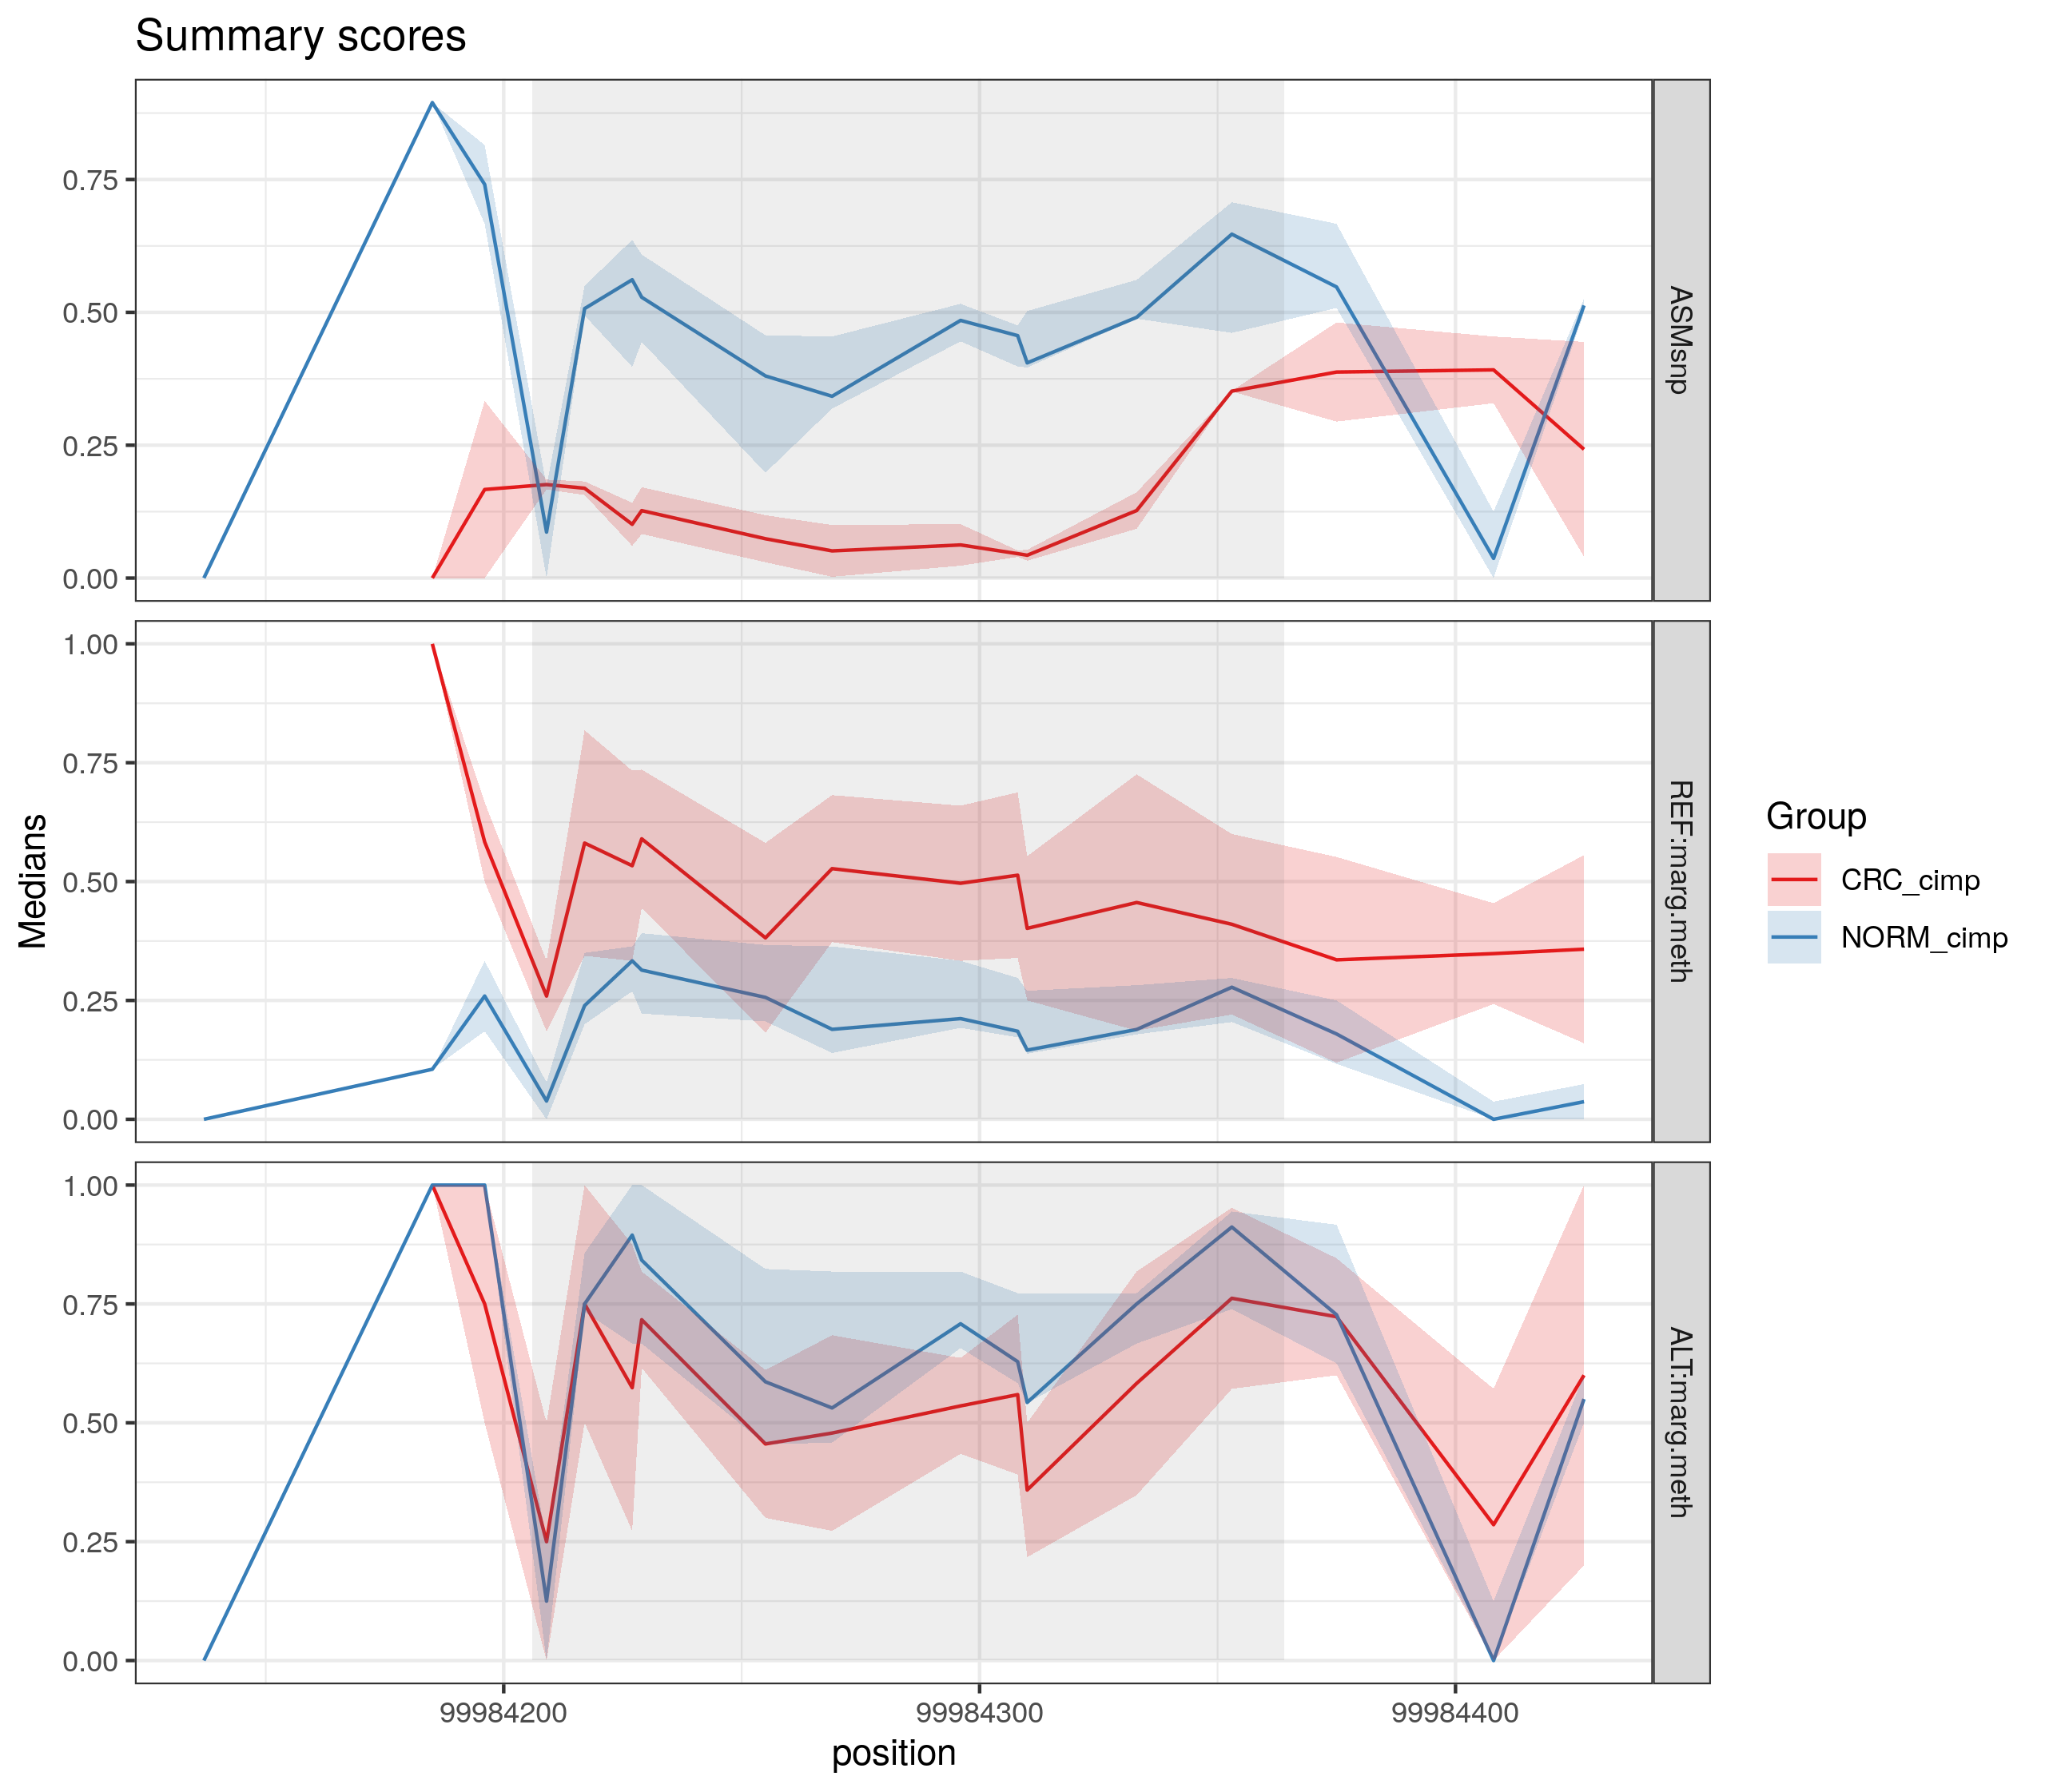 Summary scores
0.75
0.50
0.25
0.00
ASMsnp
1.00
0.75
0.50
0.25
0.00
REF:marg.meth
1.00
0.75
0.50
0.25
0.00
ALT:marg.meth
Medians
99984200 99984300 99984400
position
Group
CRC_cimp
NORM_cimp